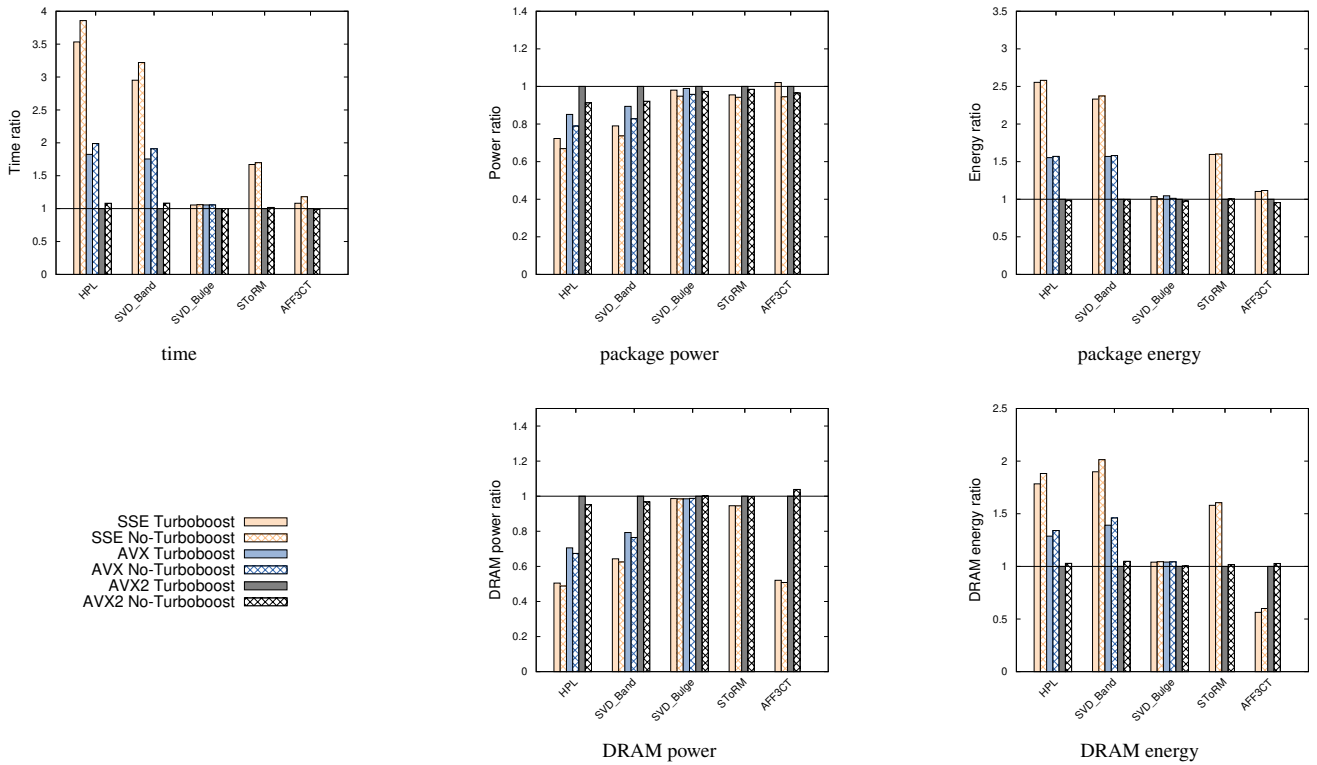 Time ratio
4
3.5
3
2.5
2
1.5
1
0.5
0
HPL
SVD_Band
SVD_Bulge
SToRM
AFF3CT
time
Power ratio
1.4
1.2
1
0.8
0.6
0.4
0.2
0
HPL
SVD_Band
SVD_Bulge
SToRM
AFF3CT
package power
Energy ratio
3.5
3
2.5
2
1.5
1
0.5
0
HPL
SVD_Band
SVD_Bulge
SToRM
AFF3CT
package energy
SSE Turboboost
SSE No-Turboboost
AVX Turboboost
AVX No-Turboboost
AVX2 Turboboost
AVX2 No-Turboboost
DRAM power ratio
1.4
1.2
1
0.8
0.6
0.4
0.2
0
HPL
SVD_Band
SVD_Bulge
SToRM
AFF3CT
DRAM power
DRAM energy ratio
2.5
2
1.5
1
0.5
0
HPL
SVD_Band
SVD_Bulge
SToRM
AFF3CT
DRAM energy